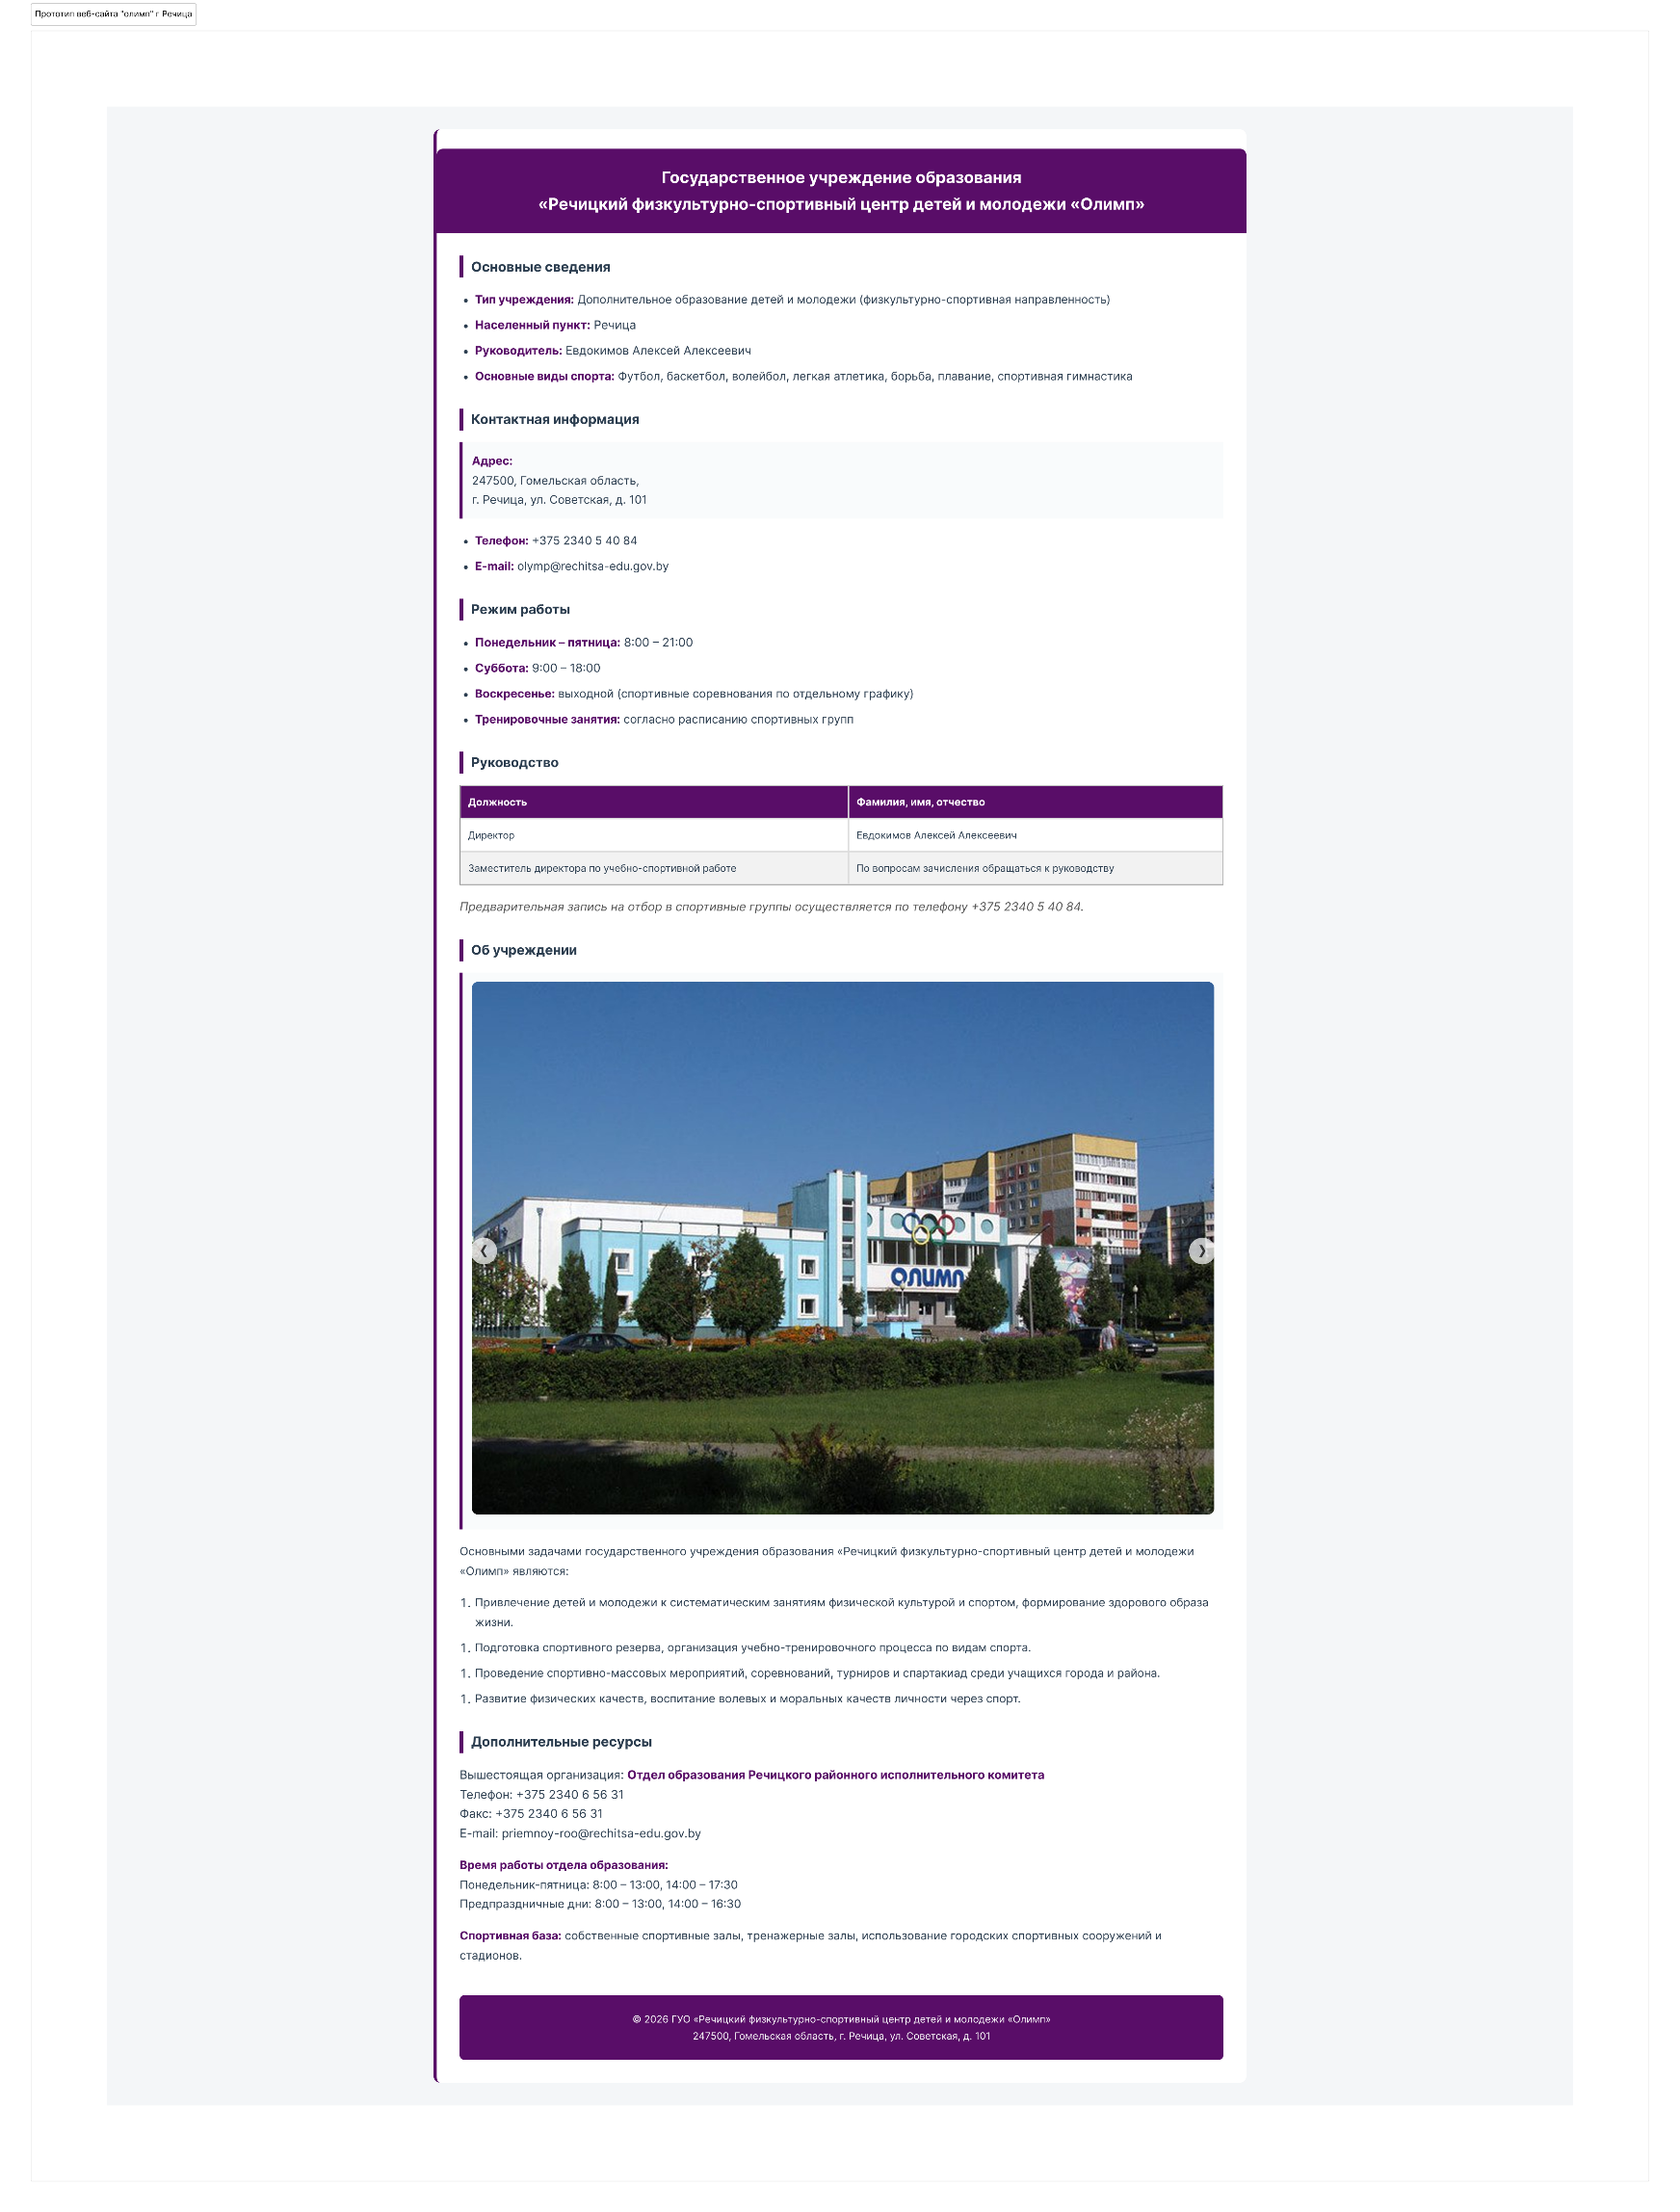 Прототип веб-сайта "олимп" г Речица
Государственное учреждение образования
«Речицкий физкультурно-спортивный центр детей и молодежи «Олимп»
Основные сведения
• Тип учреждения: Дополнительное образование детей и молодежи (физкультурно-спортивная направленность)
• Населенный пункт: Речица
• Руководитель: Евдокимов Алексей Алексеевич
• Основные виды спорта: Футбол, баскетбол, волейбол, легкая атлетика, борьба, плавание, спортивная гимнастика
Контактная информация
Адрес:
247500, Гомельская область,
г. Речица, ул. Советская, д. 101
• Телефон: +375 2340 5 40 84
• E-mail: olymp@rechitsa-edu.gov.by
Режим работы
• Понедельник – пятница: 8:00 – 21:00
• Суббота: 9:00 – 18:00
• Воскресенье: выходной (спортивные соревнования по отдельному графику)
• Тренировочные занятия: согласно расписанию спортивных групп
Руководство
Должность Фамилия, имя, отчество
Директор Евдокимов Алексей Алексеевич
Заместитель директора по учебно-спортивной работе По вопросам зачисления обращаться к руководству
Предварительная запись на отбор в спортивные группы осуществляется по телефону +375 2340 5 40 84.
Об учреждении
❮ ❯
ОЛИМП
Основными задачами государственного учреждения образования «Речицкий физкультурно-спортивный центр детей и молодежи
«Олимп» являются:
1. Привлечение детей и молодежи к систематическим занятиям физической культурой и спортом, формирование здорового образа
жизни.
1. Подготовка спортивного резерва, организация учебно-тренировочного процесса по видам спорта.
1. Проведение спортивно-массовых мероприятий, соревнований, турниров и спартакиад среди учащихся города и района.
1. Развитие физических качеств, воспитание волевых и моральных качеств личности через спорт.
Дополнительные ресурсы
Вышестоящая организация: Отдел образования Речицкого районного исполнительного комитета
Телефон: +375 2340 6 56 31
Факс: +375 2340 6 56 31
E-mail: priemnoy-roo@rechitsa-edu.gov.by
Время работы отдела образования:
Понедельник-пятница: 8:00 – 13:00, 14:00 – 17:30
Предпраздничные дни: 8:00 – 13:00, 14:00 – 16:30
Спортивная база: собственные спортивные залы, тренажерные залы, использование городских спортивных сооружений и
стадионов.
© 2026 ГУО «Речицкий физкультурно-спортивный центр детей и молодежи «Олимп»
247500, Гомельская область, г. Речица, ул. Советская, д. 101